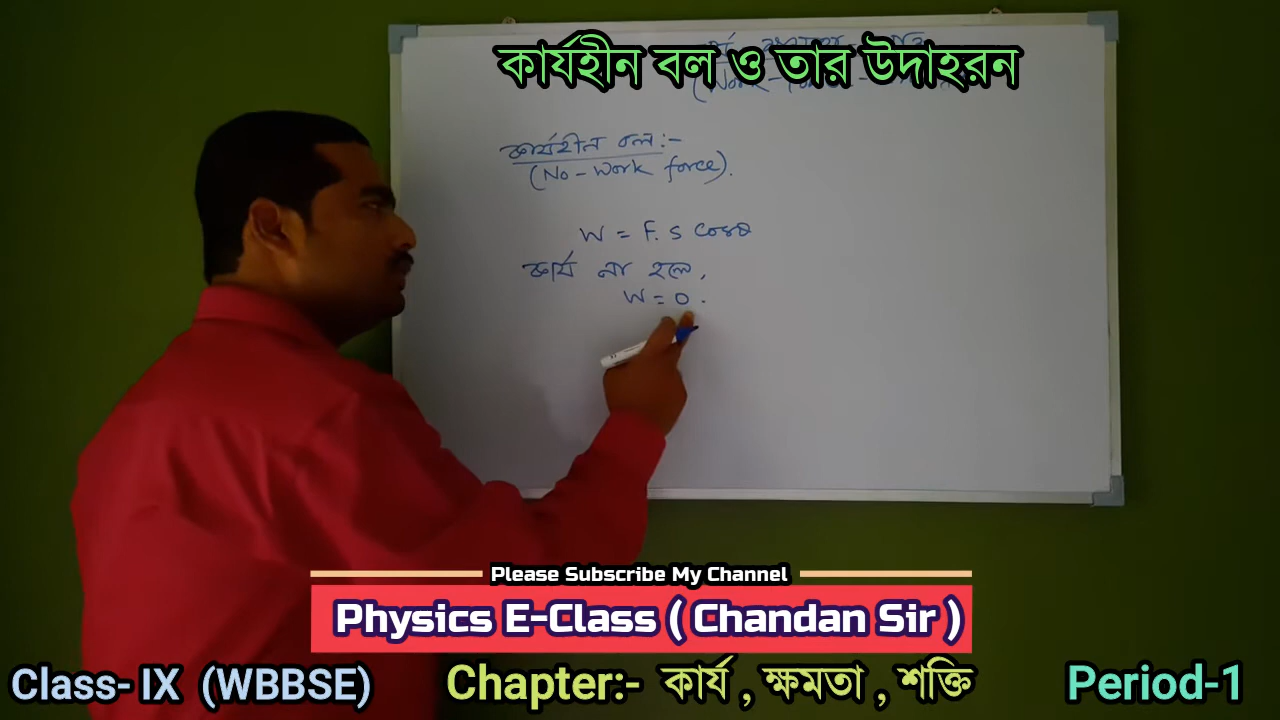 কার্যহীন বল ও তার উদাহরন
কার্যহীন বল:-
(No-Work force).
W = F. s cosθ
কার্য না হলে,
W = 0.
Please Subscribe My Channel
Physics E-Class ( Chandan Sir )
Class- IX (WBBSE)
Chapter:- কার্য , ক্ষমতা , শক্তি
Period-1